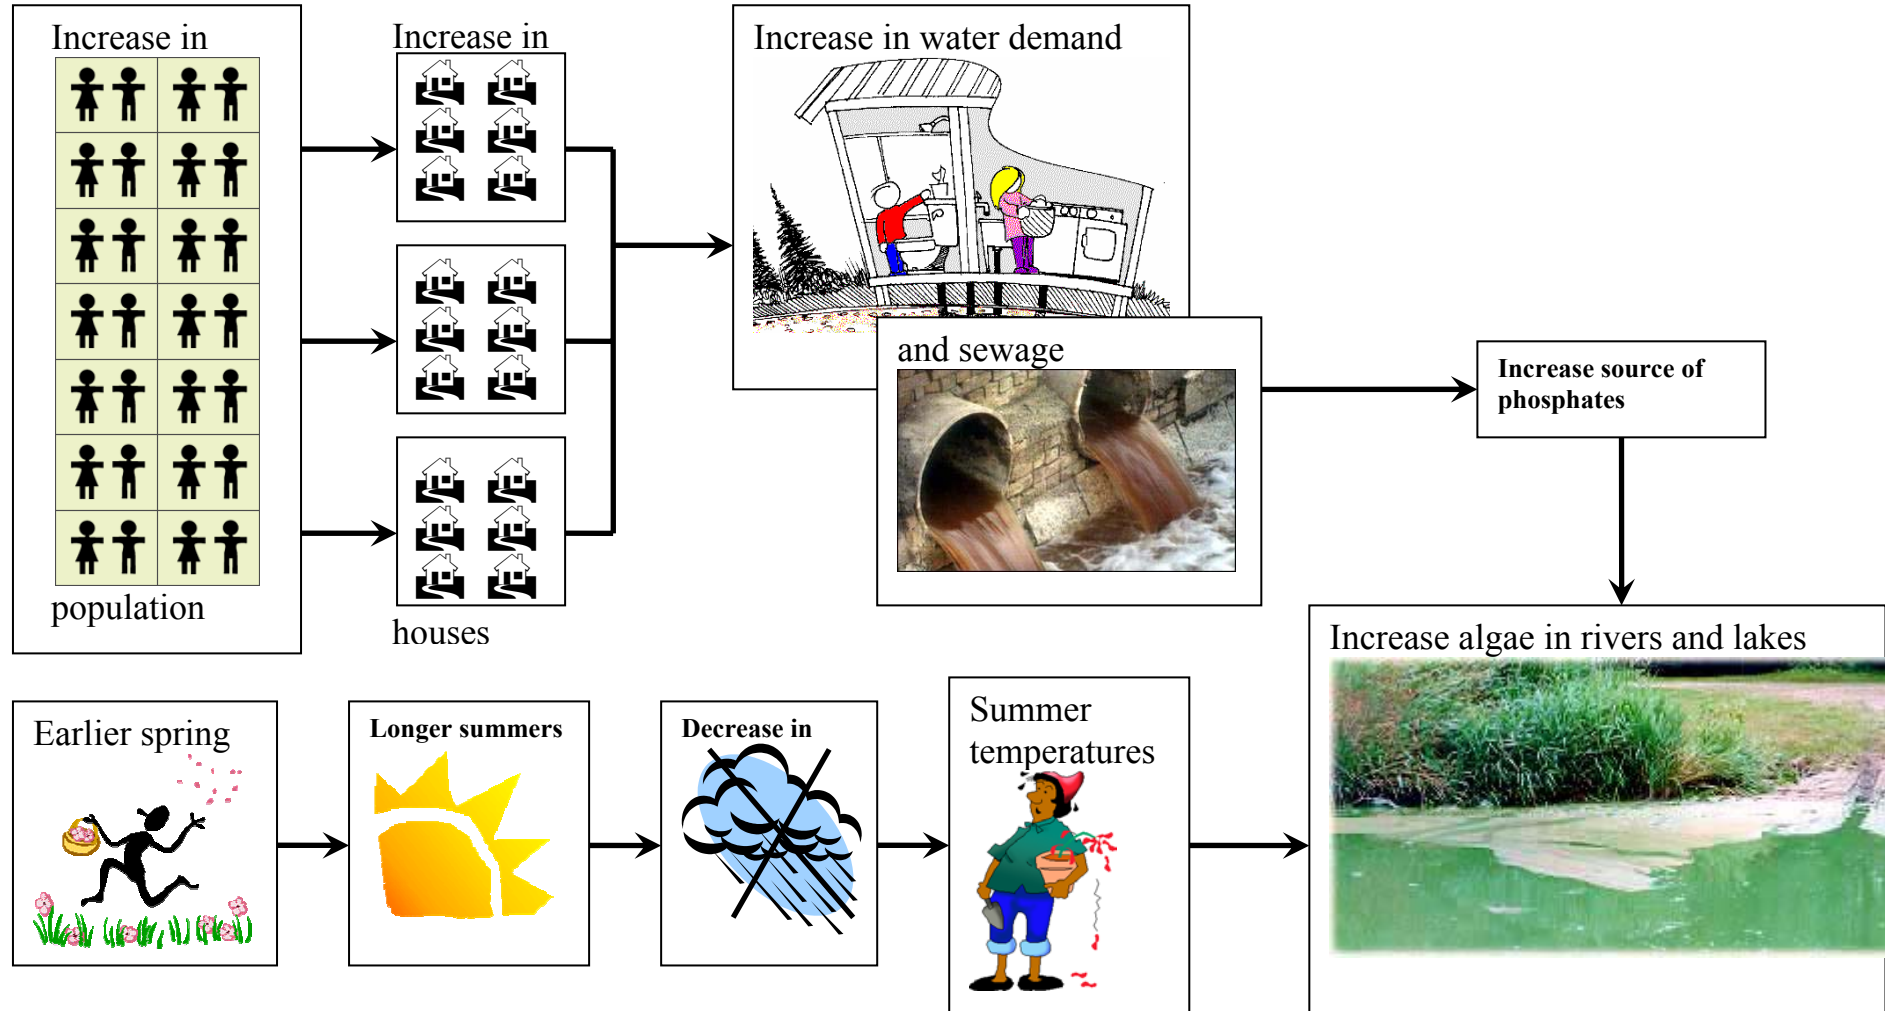 Increase in
population
Increase in
houses
Increase in water demand
and sewage
Increase source of
phosphates
Increase algae in rivers and lakes
Earlier spring
Longer summers
Decrease in
Summer
temperatures